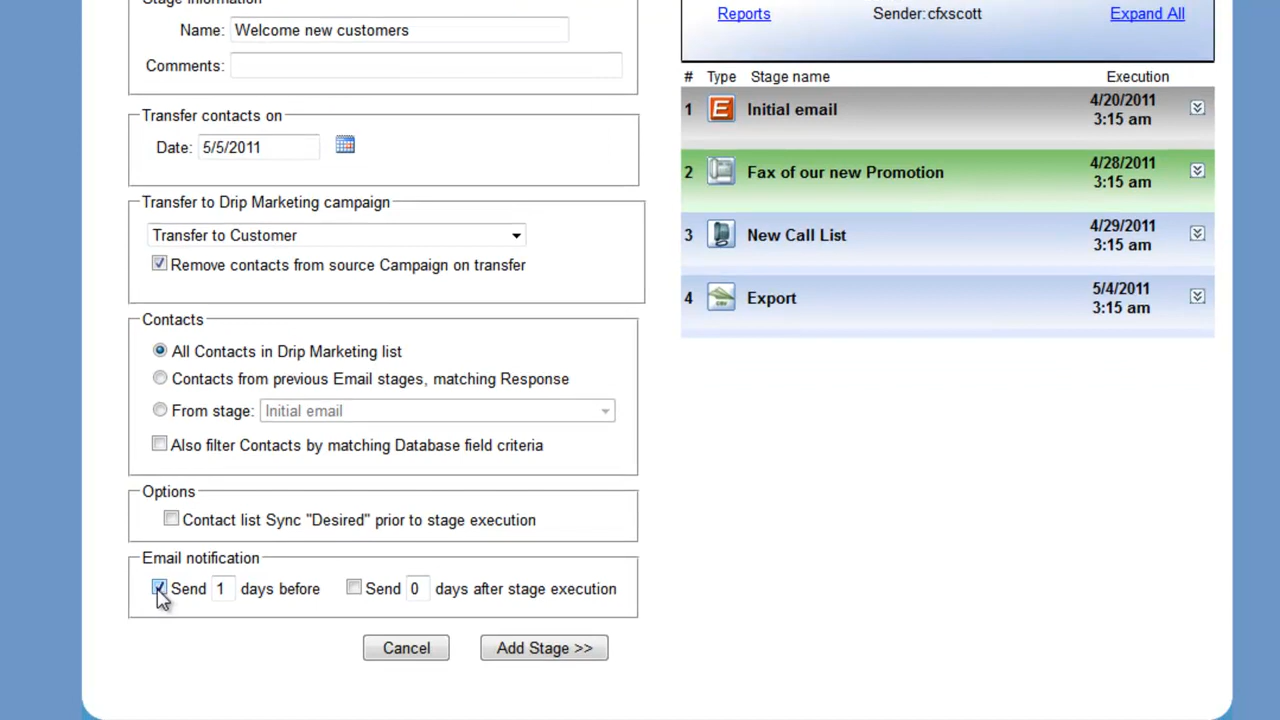 Stage information
Name: Welcome new customers
Comments:
Transfer contacts on
Date: 5/5/2011
Transfer to Drip Marketing campaign
Transfer to Customer
Remove contacts from source Campaign on transfer
Contacts
All Contacts in Drip Marketing list
Contacts from previous Email stages, matching Response
From stage: Initial email
Also filter Contacts by matching Database field criteria
Options
Contact list Sync "Desired" prior to stage execution
Email notification
Send 1 days before Send 0 days after stage execution
Cancel Add Stage >>
Reports Sender: cfxscott Expand All
# Type Stage name Execution
1 E Initial email 4/20/2011
3:15 am
2 Fax of our new Promotion 4/28/2011
3:15 am
3 New Call List 4/29/2011
3:15 am
4 CSV Export 5/4/2011
3:15 am